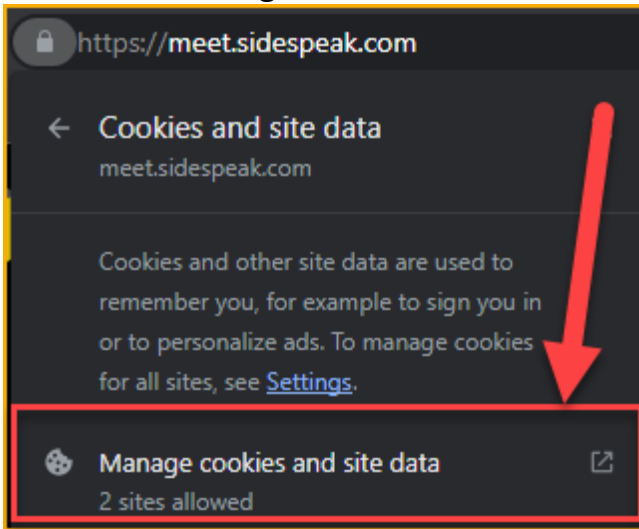 https://meet.sidespeak.com
Cookies and site data
meet.sidespeak.com
Cookies and other site data are used to
remember you, for example to sign you in
or to personalize ads. To manage cookies
for all sites, see Settings.
Manage cookies and site data
2 sites allowed